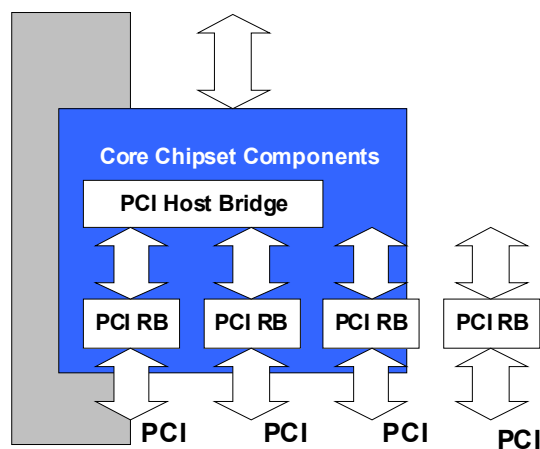 Core Chipset Components
PCI Host Bridge
PCI RB PCI RB PCI RB PCI RB
PCI PCI PCI PCI